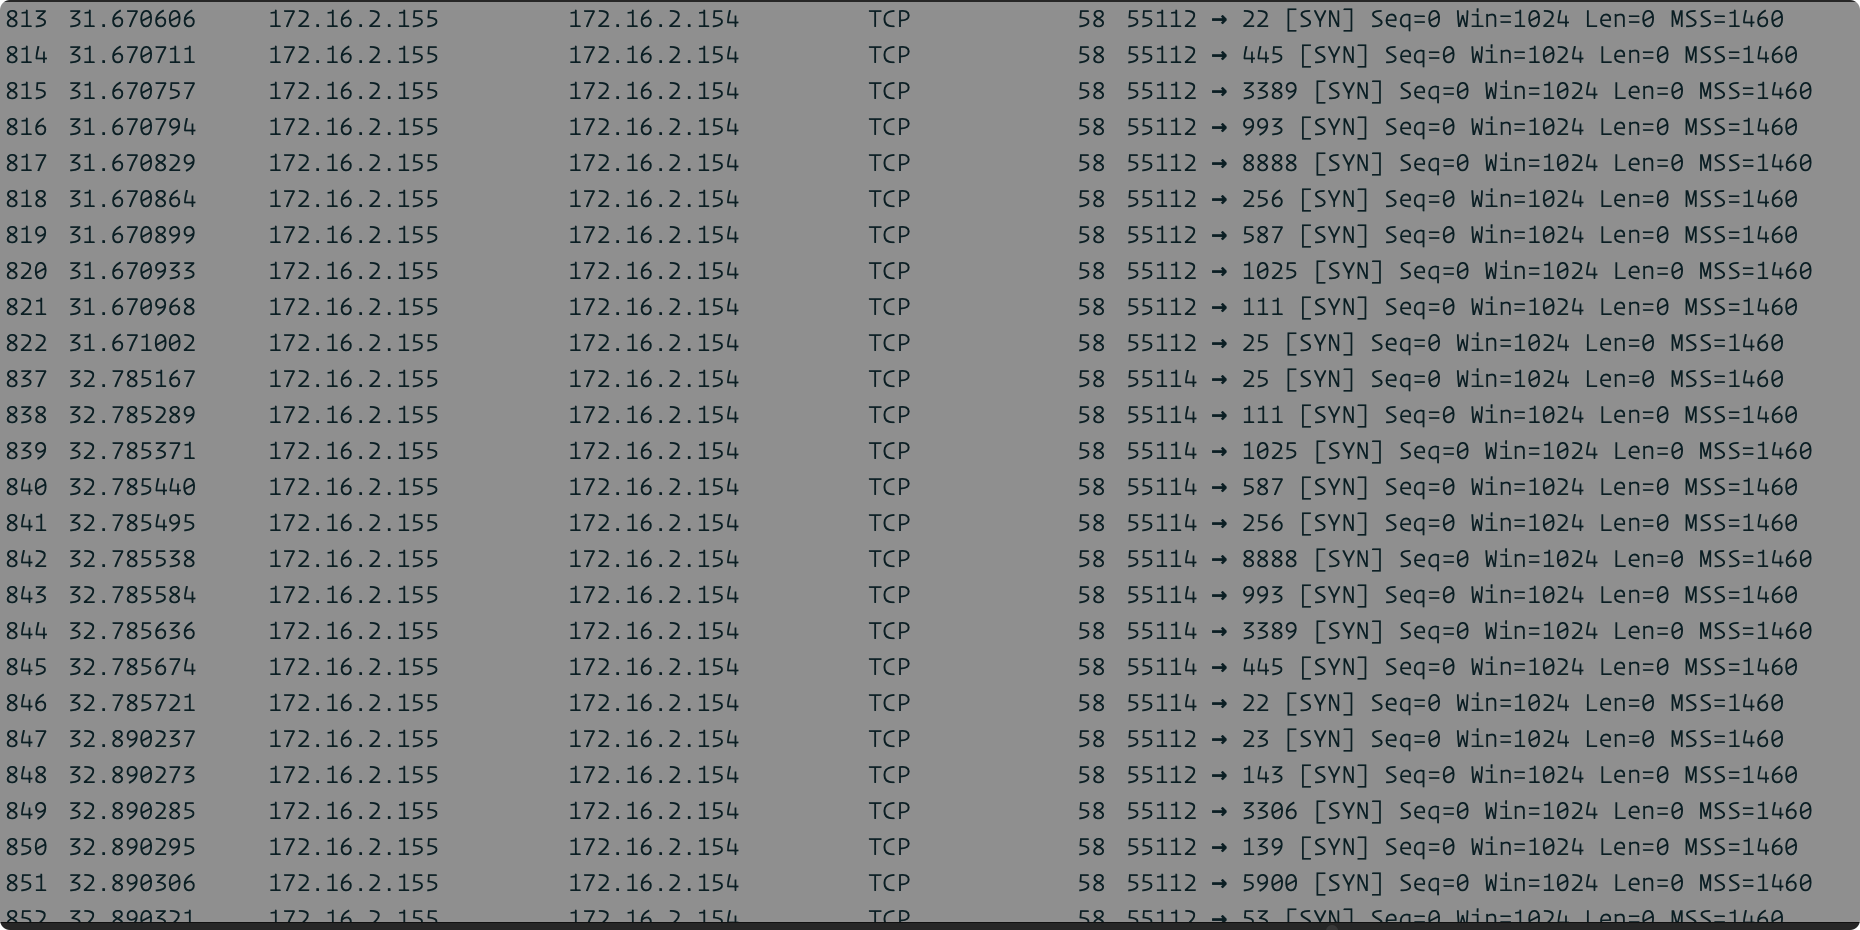 813 31.670606 172.16.2.155 172.16.2.154 TCP 58 55112 → 22 [SYN] Seq=0 Win=1024 Len=0 MSS=1460
814 31.670711 172.16.2.155 172.16.2.154 TCP 58 55112 → 445 [SYN] Seq=0 Win=1024 Len=0 MSS=1460
815 31.670757 172.16.2.155 172.16.2.154 TCP 58 55112 → 3389 [SYN] Seq=0 Win=1024 Len=0 MSS=1460
816 31.670794 172.16.2.155 172.16.2.154 TCP 58 55112 → 993 [SYN] Seq=0 Win=1024 Len=0 MSS=1460
817 31.670829 172.16.2.155 172.16.2.154 TCP 58 55112 → 8888 [SYN] Seq=0 Win=1024 Len=0 MSS=1460
818 31.670864 172.16.2.155 172.16.2.154 TCP 58 55112 → 256 [SYN] Seq=0 Win=1024 Len=0 MSS=1460
819 31.670899 172.16.2.155 172.16.2.154 TCP 58 55112 → 587 [SYN] Seq=0 Win=1024 Len=0 MSS=1460
820 31.670933 172.16.2.155 172.16.2.154 TCP 58 55112 → 1025 [SYN] Seq=0 Win=1024 Len=0 MSS=1460
821 31.670968 172.16.2.155 172.16.2.154 TCP 58 55112 → 111 [SYN] Seq=0 Win=1024 Len=0 MSS=1460
822 31.671002 172.16.2.155 172.16.2.154 TCP 58 55112 → 25 [SYN] Seq=0 Win=1024 Len=0 MSS=1460
837 32.785167 172.16.2.155 172.16.2.154 TCP 58 55114 → 25 [SYN] Seq=0 Win=1024 Len=0 MSS=1460
838 32.785289 172.16.2.155 172.16.2.154 TCP 58 55114 → 111 [SYN] Seq=0 Win=1024 Len=0 MSS=1460
839 32.785371 172.16.2.155 172.16.2.154 TCP 58 55114 → 1025 [SYN] Seq=0 Win=1024 Len=0 MSS=1460
840 32.785440 172.16.2.155 172.16.2.154 TCP 58 55114 → 587 [SYN] Seq=0 Win=1024 Len=0 MSS=1460
841 32.785495 172.16.2.155 172.16.2.154 TCP 58 55114 → 256 [SYN] Seq=0 Win=1024 Len=0 MSS=1460
842 32.785538 172.16.2.155 172.16.2.154 TCP 58 55114 → 8888 [SYN] Seq=0 Win=1024 Len=0 MSS=1460
843 32.785584 172.16.2.155 172.16.2.154 TCP 58 55114 → 993 [SYN] Seq=0 Win=1024 Len=0 MSS=1460
844 32.785636 172.16.2.155 172.16.2.154 TCP 58 55114 → 3389 [SYN] Seq=0 Win=1024 Len=0 MSS=1460
845 32.785674 172.16.2.155 172.16.2.154 TCP 58 55114 → 445 [SYN] Seq=0 Win=1024 Len=0 MSS=1460
846 32.785721 172.16.2.155 172.16.2.154 TCP 58 55114 → 22 [SYN] Seq=0 Win=1024 Len=0 MSS=1460
847 32.890237 172.16.2.155 172.16.2.154 TCP 58 55112 → 23 [SYN] Seq=0 Win=1024 Len=0 MSS=1460
848 32.890273 172.16.2.155 172.16.2.154 TCP 58 55112 → 143 [SYN] Seq=0 Win=1024 Len=0 MSS=1460
849 32.890285 172.16.2.155 172.16.2.154 TCP 58 55112 → 3306 [SYN] Seq=0 Win=1024 Len=0 MSS=1460
850 32.890295 172.16.2.155 172.16.2.154 TCP 58 55112 → 139 [SYN] Seq=0 Win=1024 Len=0 MSS=1460
851 32.890306 172.16.2.155 172.16.2.154 TCP 58 55112 → 5900 [SYN] Seq=0 Win=1024 Len=0 MSS=1460
852 32.890321 172.16.2.155 172.16.2.154 TCP 58 55112 → 53 [SYN] Seq=0 Win=1024 Len=0 MSS=1460